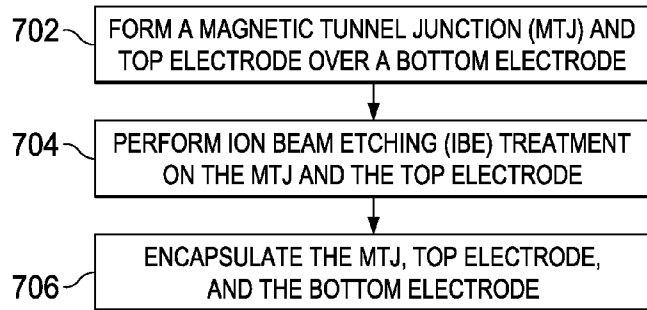 702
FORM A MAGNETIC TUNNEL JUNCTION (MTJ) AND
TOP ELECTRODE OVER A BOTTOM ELECTRODE
704
PERFORM ION BEAM ETCHING (IBE) TREATMENT
ON THE MTJ AND THE TOP ELECTRODE
706
ENCAPSULATE THE MTJ, TOP ELECTRODE,
AND THE BOTTOM ELECTRODE